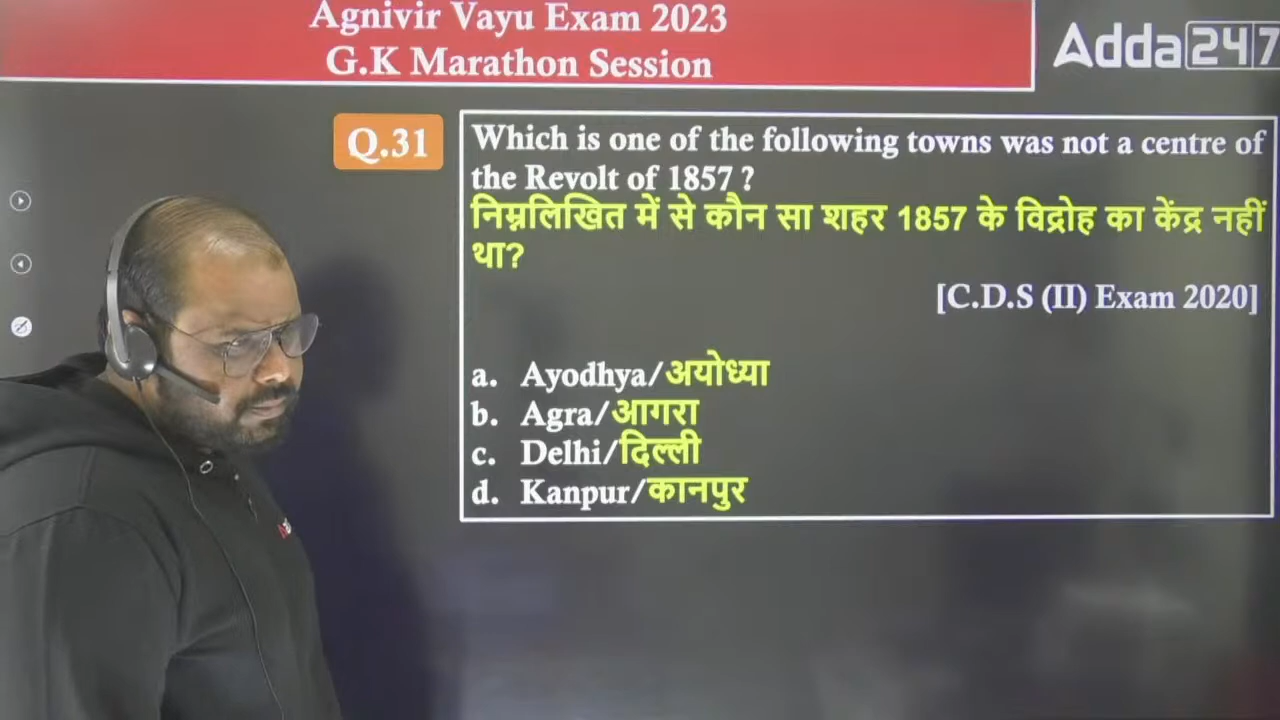 Agnivir Vayu Exam 2023
G.K Marathon Session
Adda247
Q.31
Which is one of the following towns was not a centre of
the Revolt of 1857 ?
निम्नलिखित में से कौन सा शहर 1857 के विद्रोह का केंद्र नहीं
था?
[C.D.S (II) Exam 2020]
a. Ayodhya/अयोध्या
b. Agra/आगरा
c. Delhi/दिल्ली
d. Kanpur/कानपुर